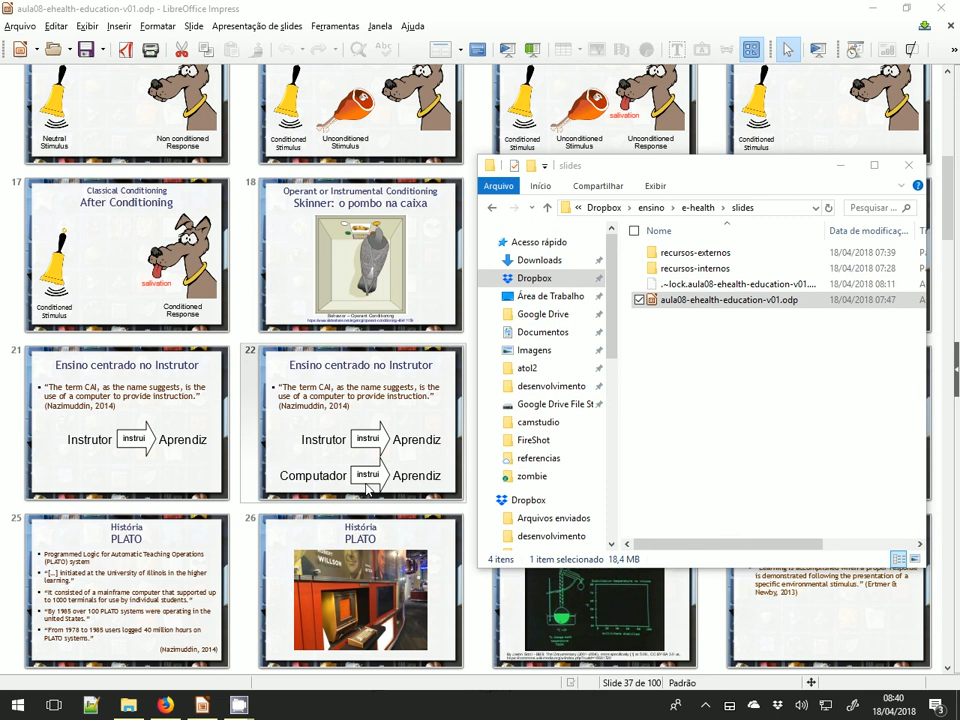 aula08-ehealth-education-v01.odp - LibreOffice Impress
Arquivo Editar Exibir Inserir Formatar Slide Apresentação de slides Ferramentas Janela Ajuda
Neutral Stimulus
Non conditioned Response
Conditioned Stimulus
Unconditioned Stimulus
Conditioned Stimulus
salivation
Unconditioned Stimulus
Unconditioned Response
Conditioned Stimulus
17
Classical Conditioning
After Conditioning
salivation
Conditioned Stimulus
Conditioned Response
18
Operant or Instrumental Conditioning
Skinner: o pombo na caixa
Behavior – Operant Conditioning
21
Ensino centrado no Instrutor
“The term CAI, as the name suggests, is the
use of a computer to provide instruction.”
(Nazimuddin, 2014)
Instrutor instrui Aprendiz
22
Ensino centrado no Instrutor
“The term CAI, as the name suggests, is the
use of a computer to provide instruction.”
(Nazimuddin, 2014)
Instrutor instrui Aprendiz
Computador instrui Aprendiz
25
História
PLATO
Programmed Logic for Automatic Teaching Operations
(PLATO) system
“[...] initiated at the University of Illinois in the higher
learning.”
“It consisted of a mainframe computer that supported up
to 1000 terminals for use by individual students.”
“By 1985 over 100 PLATO systems were operating in the
united States.”
“From 1978 to 1985 users logged 40 million hours on
PLATO systems.”
(Nazimuddin, 2014)
26
História
PLATO
WILLSON
is demonstrated following the presentation of a
specific environmental stimulus.” (Ertmer &
Newby, 2013)
slides
Arquivo Início Compartilhar Exibir
« Dropbox › ensino › e-health › slides
Pesquisar ...
Nome
Data de modificaç...
Acesso rápido
Downloads
Dropbox
Área de Trabalho
Google Drive
Documentos
Imagens
atol2
desenvolvimento
Google Drive File St
camstudio
FireShot
referencias
zombie
Dropbox
Arquivos enviados
desenvolvimento
recursos-externos 18/04/2018 07:39
recursos-internos 18/04/2018 07:28
.~lock.aula08-ehealth-education-v01.... 18/04/2018 08:11
aula08-ehealth-education-v01.odp 18/04/2018 07:47
4 itens 1 item selecionado 18,4 MB
Slide 37 de 100 Padrão
08:40
18/04/2018
3